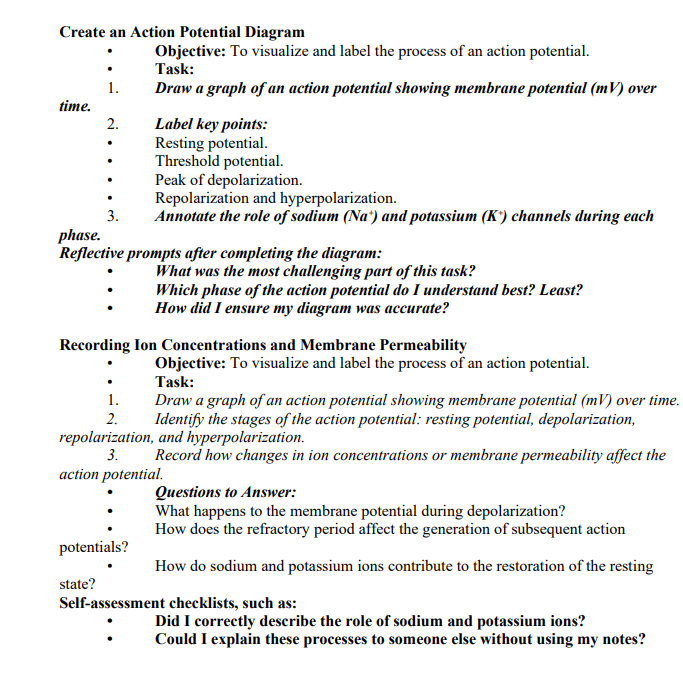 Create an Action Potential Diagram
• Objective: To visualize and label the process of an action potential.
• Task:
1. Draw a graph of an action potential showing membrane potential (mV) over
time.
2. Label key points:
• Resting potential.
• Threshold potential.
• Peak of depolarization.
• Repolarization and hyperpolarization.
3. Annotate the role of sodium (Na⁺) and potassium (K⁺) channels during each
phase.
Reflective prompts after completing the diagram:
• What was the most challenging part of this task?
• Which phase of the action potential do I understand best? Least?
• How did I ensure my diagram was accurate?
Recording Ion Concentrations and Membrane Permeability
• Objective: To visualize and label the process of an action potential.
• Task:
1. Draw a graph of an action potential showing membrane potential (mV) over time.
2. Identify the stages of the action potential: resting potential, depolarization,
repolarization, and hyperpolarization.
3. Record how changes in ion concentrations or membrane permeability affect the
action potential.
• Questions to Answer:
• What happens to the membrane potential during depolarization?
• How does the refractory period affect the generation of subsequent action
potentials?
• How do sodium and potassium ions contribute to the restoration of the resting
state?
Self-assessment checklists, such as:
• Did I correctly describe the role of sodium and potassium ions?
• Could I explain these processes to someone else without using my notes?